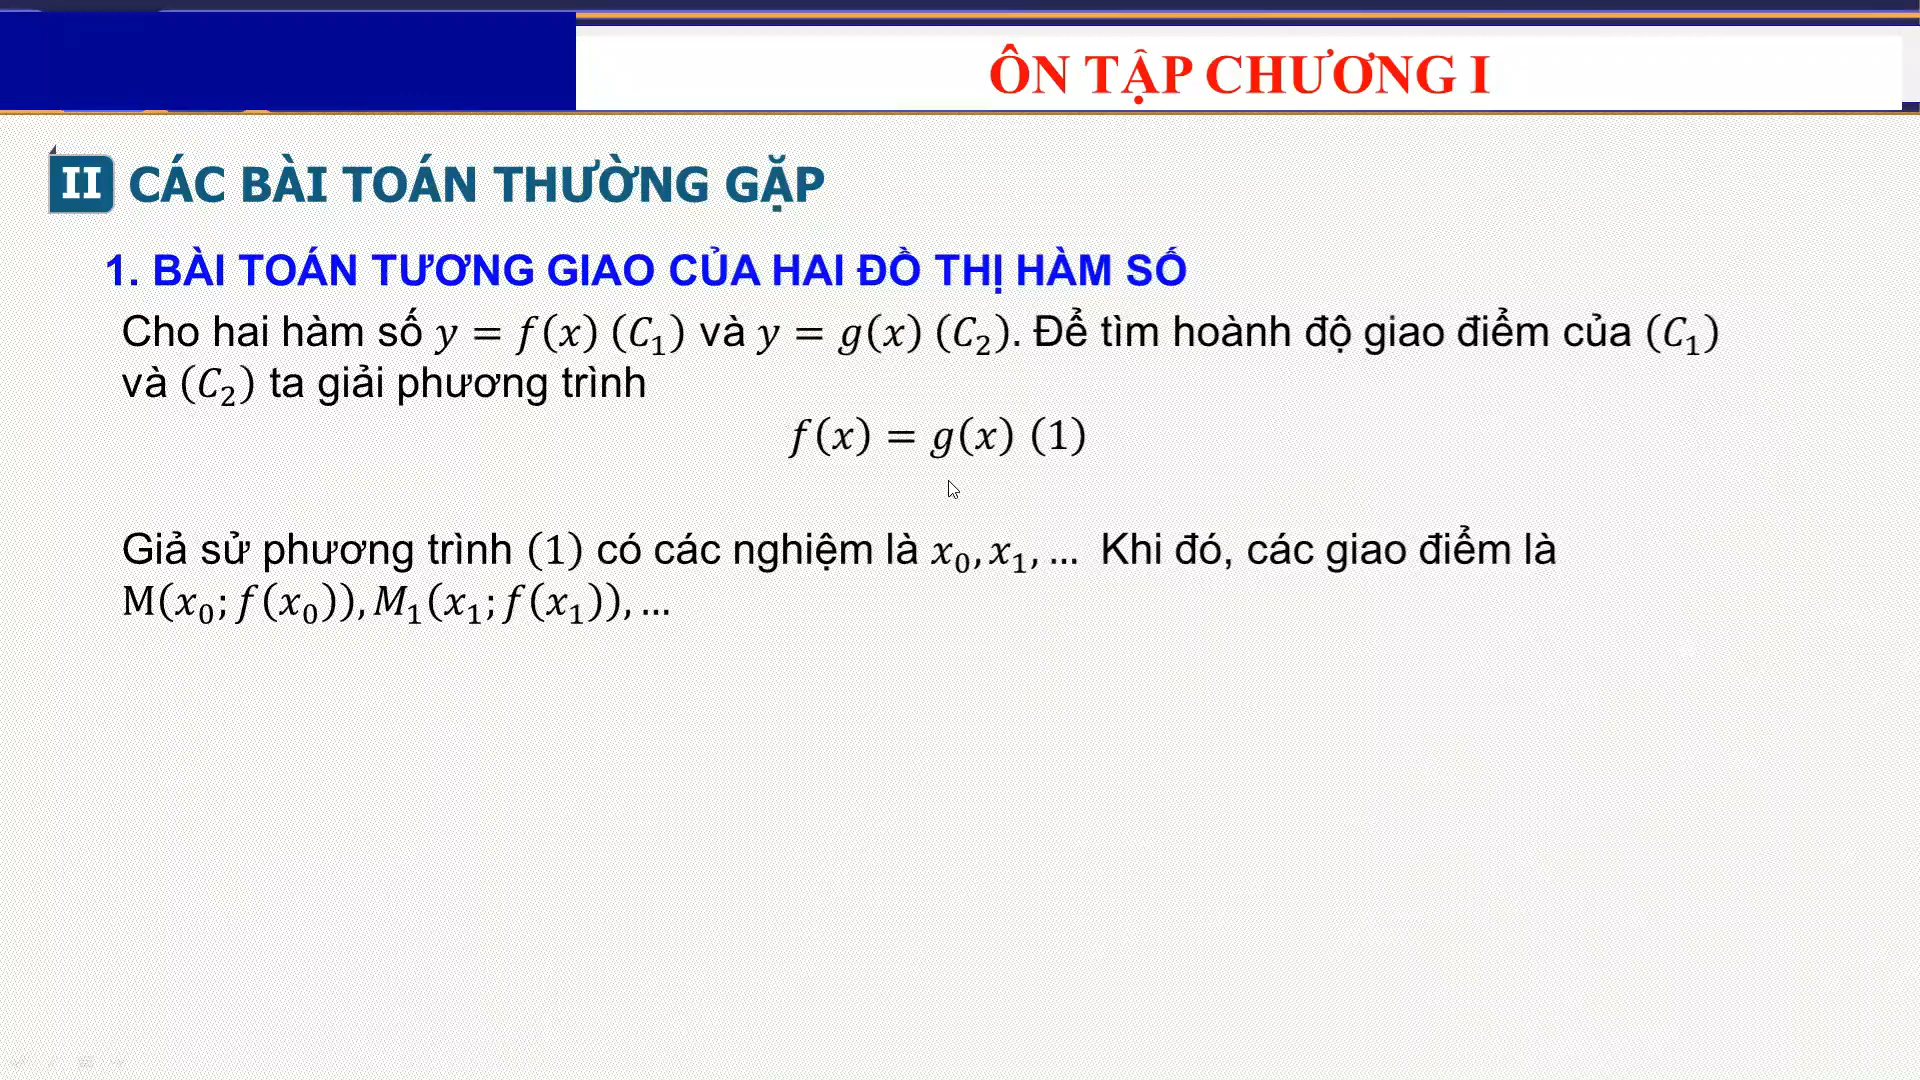 ÔN TẬP CHƯƠNG I
II CÁC BÀI TOÁN THƯỜNG GẶP
1. BÀI TOÁN TƯƠNG GIAO CỦA HAI ĐỒ THỊ HÀM SỐ
Cho hai hàm số y = f(x) (C₁) và y = g(x) (C₂). Để tìm hoành độ giao điểm của (C₁)
và (C₂) ta giải phương trình
f(x) = g(x) (1)
Giả sử phương trình (1) có các nghiệm là x₀, x₁, … Khi đó, các giao điểm là
M(x₀; f(x₀)), M₁(x₁; f(x₁)), …